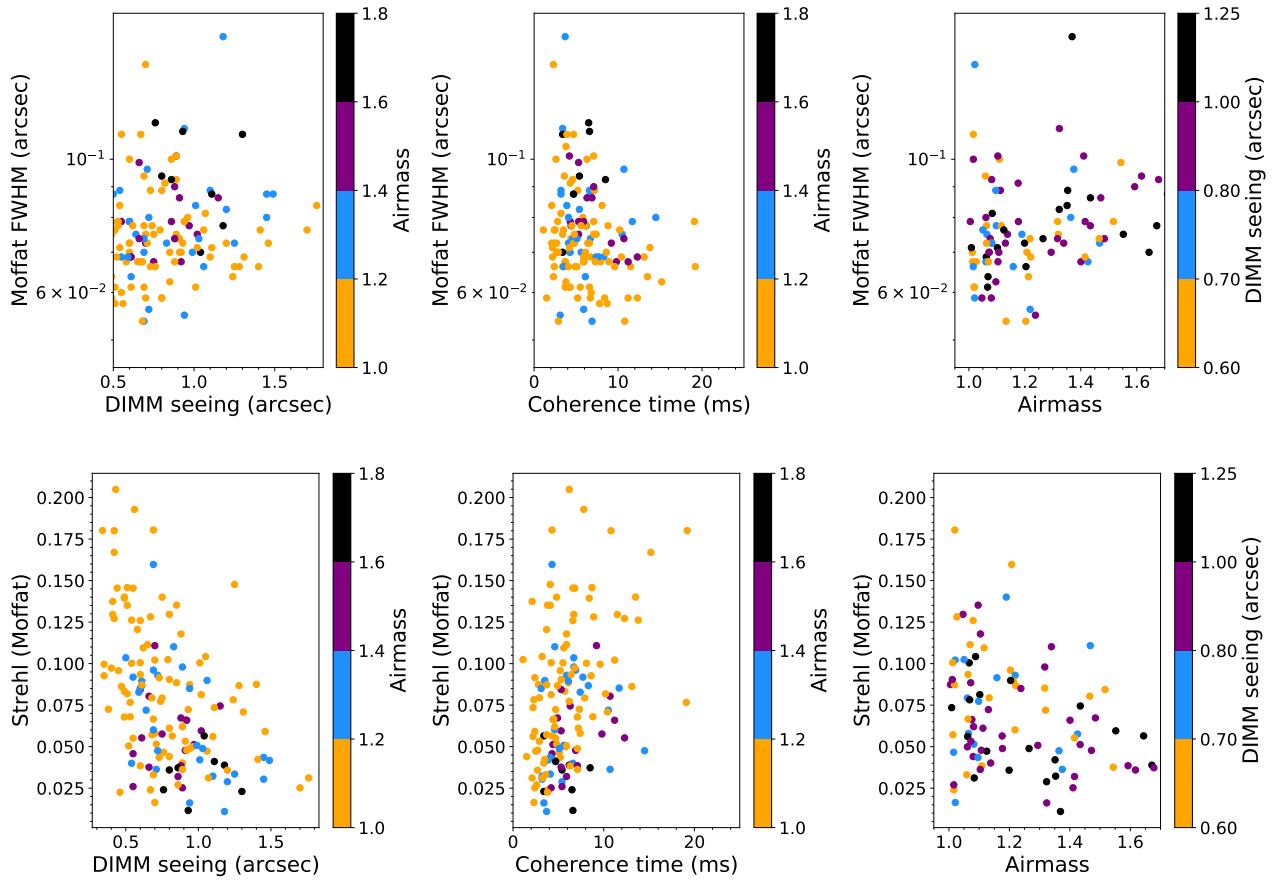 Moffat FWHM (arcsec)
10⁻¹
6 × 10⁻²
0.5 1.0 1.5
DIMM seeing (arcsec)
1.8
1.6
1.4
1.2
1.0
Airmass
Moffat FWHM (arcsec)
10⁻¹
6 × 10⁻²
0 10 20
Coherence time (ms)
1.8
1.6
1.4
1.2
1.0
Airmass
Moffat FWHM (arcsec)
10⁻¹
6 × 10⁻²
1.0 1.2 1.4 1.6
Airmass
1.25
1.00
0.80
0.70
0.60
DIMM seeing (arcsec)
Strehl (Moffat)
0.200
0.175
0.150
0.125
0.100
0.075
0.050
0.025
0.5 1.0 1.5
DIMM seeing (arcsec)
1.8
1.6
1.4
1.2
1.0
Airmass
Strehl (Moffat)
0.200
0.175
0.150
0.125
0.100
0.075
0.050
0.025
0 10 20
Coherence time (ms)
1.8
1.6
1.4
1.2
1.0
Airmass
Strehl (Moffat)
0.200
0.175
0.150
0.125
0.100
0.075
0.050
0.025
1.0 1.2 1.4 1.6
Airmass
1.25
1.00
0.80
0.70
0.60
DIMM seeing (arcsec)